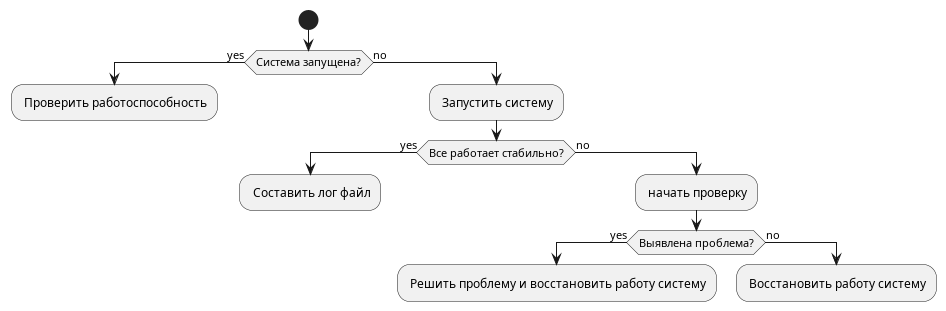 yes
Система запущена?
no
Проверить работоспособность
Запустить систему
yes
Все работает стабильно?
no
Составить лог файл
начать проверку
yes
Выявлена проблема?
no
Решить проблему и восстановить работу систему
Восстановить работу систему